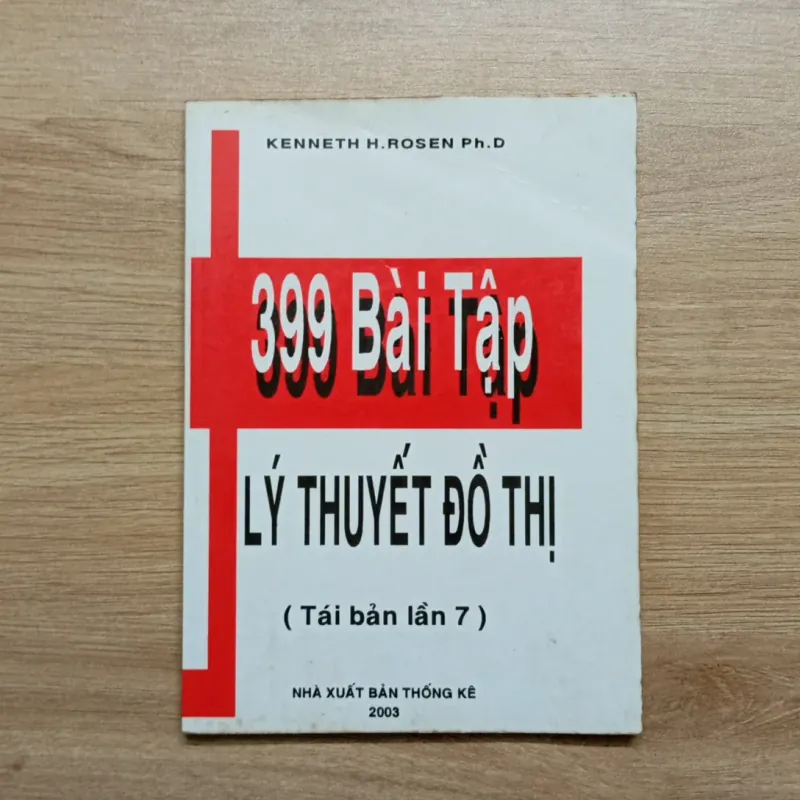 KENNETH H.ROSEN Ph.D
399 Bài Tập
LÝ THUYẾT ĐỒ THỊ
( Tái bản lần 7 )
NHÀ XUẤT BẢN THỐNG KÊ
2003